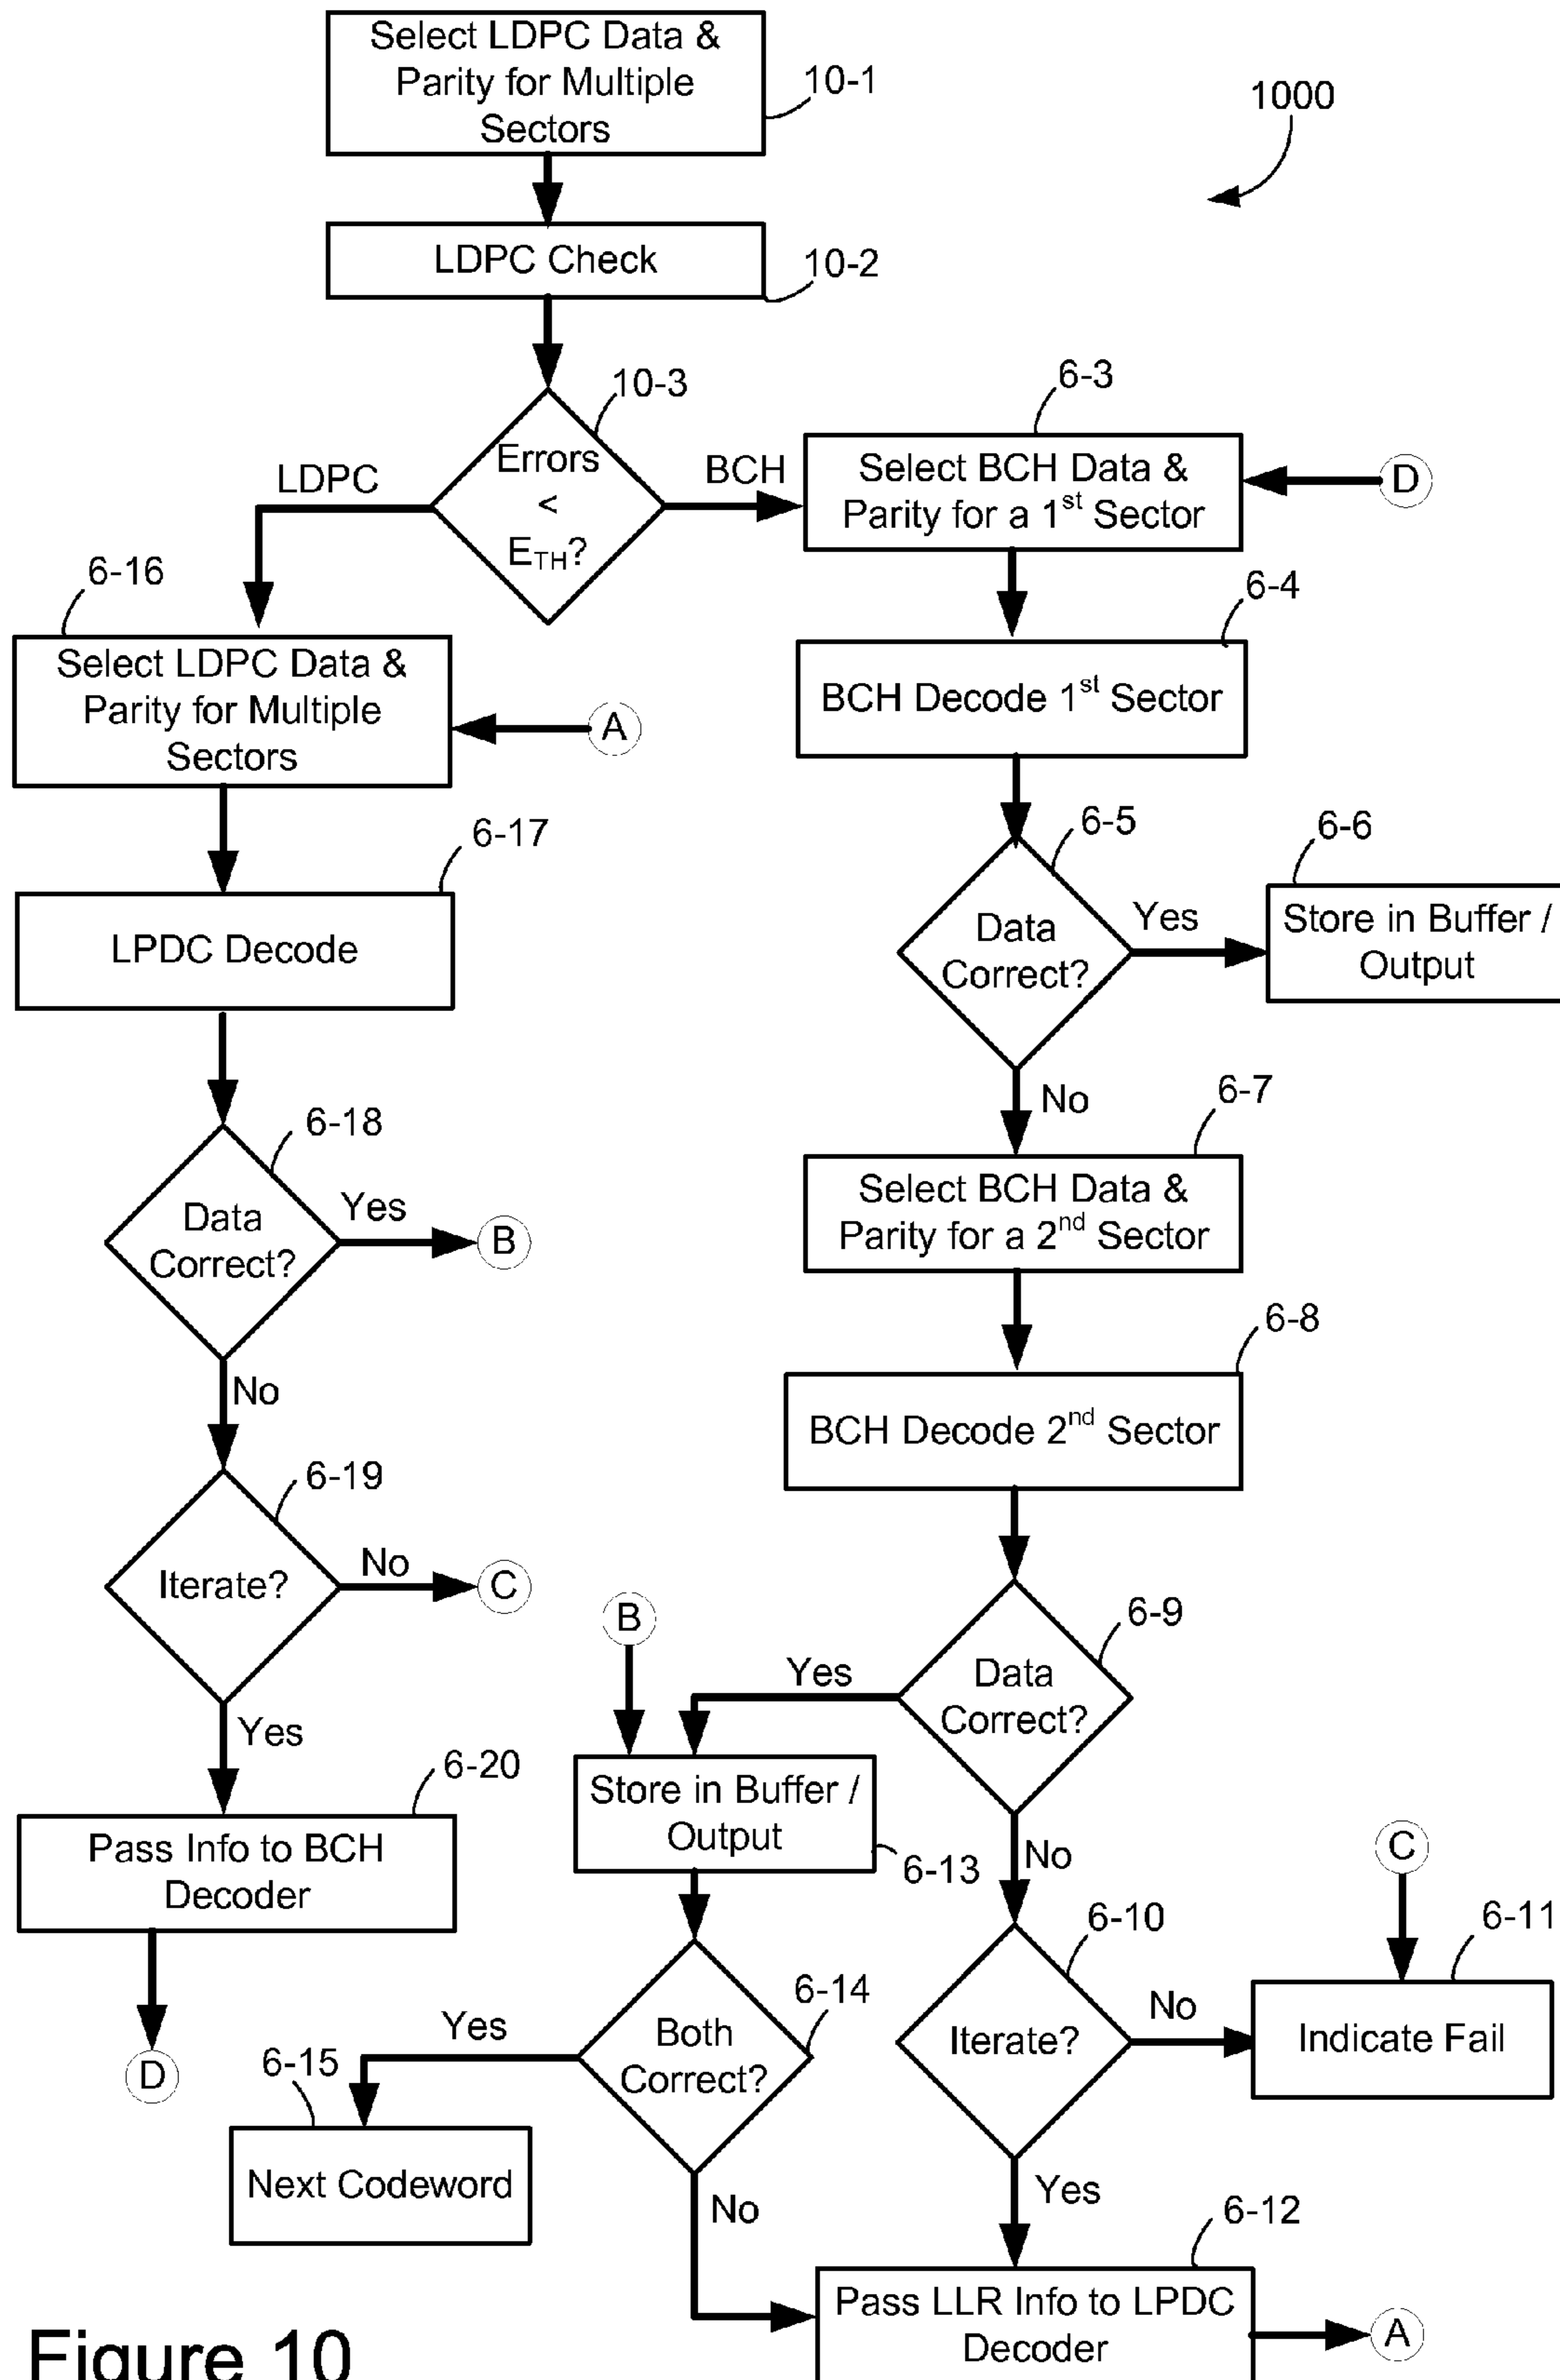 Select LDPC Data &
Parity for Multiple
Sectors
10-1
1000
LDPC Check
10-2
10-3
Errors
<
E_TH?
LDPC
BCH
6-3
Select BCH Data &
Parity for a 1st Sector
D
6-16
Select LDPC Data &
Parity for Multiple
Sectors
A
6-4
BCH Decode 1st Sector
6-17
LPDC Decode
6-5
Data
Correct?
Yes
6-6
Store in Buffer /
Output
No
6-18
Data
Correct?
Yes
B
No
6-7
Select BCH Data &
Parity for a 2nd Sector
6-8
BCH Decode 2nd Sector
6-19
Iterate?
No
C
Yes
6-9
Data
Correct?
Yes
B
Store in Buffer /
Output
6-13
No
6-20
Pass Info to BCH
Decoder
D
6-10
Iterate?
No
C
6-11
Indicate Fail
6-14
Both
Correct?
Yes
6-15
Next Codeword
No
Yes
6-12
Pass LLR Info to LPDC
Decoder
A
Figure 10